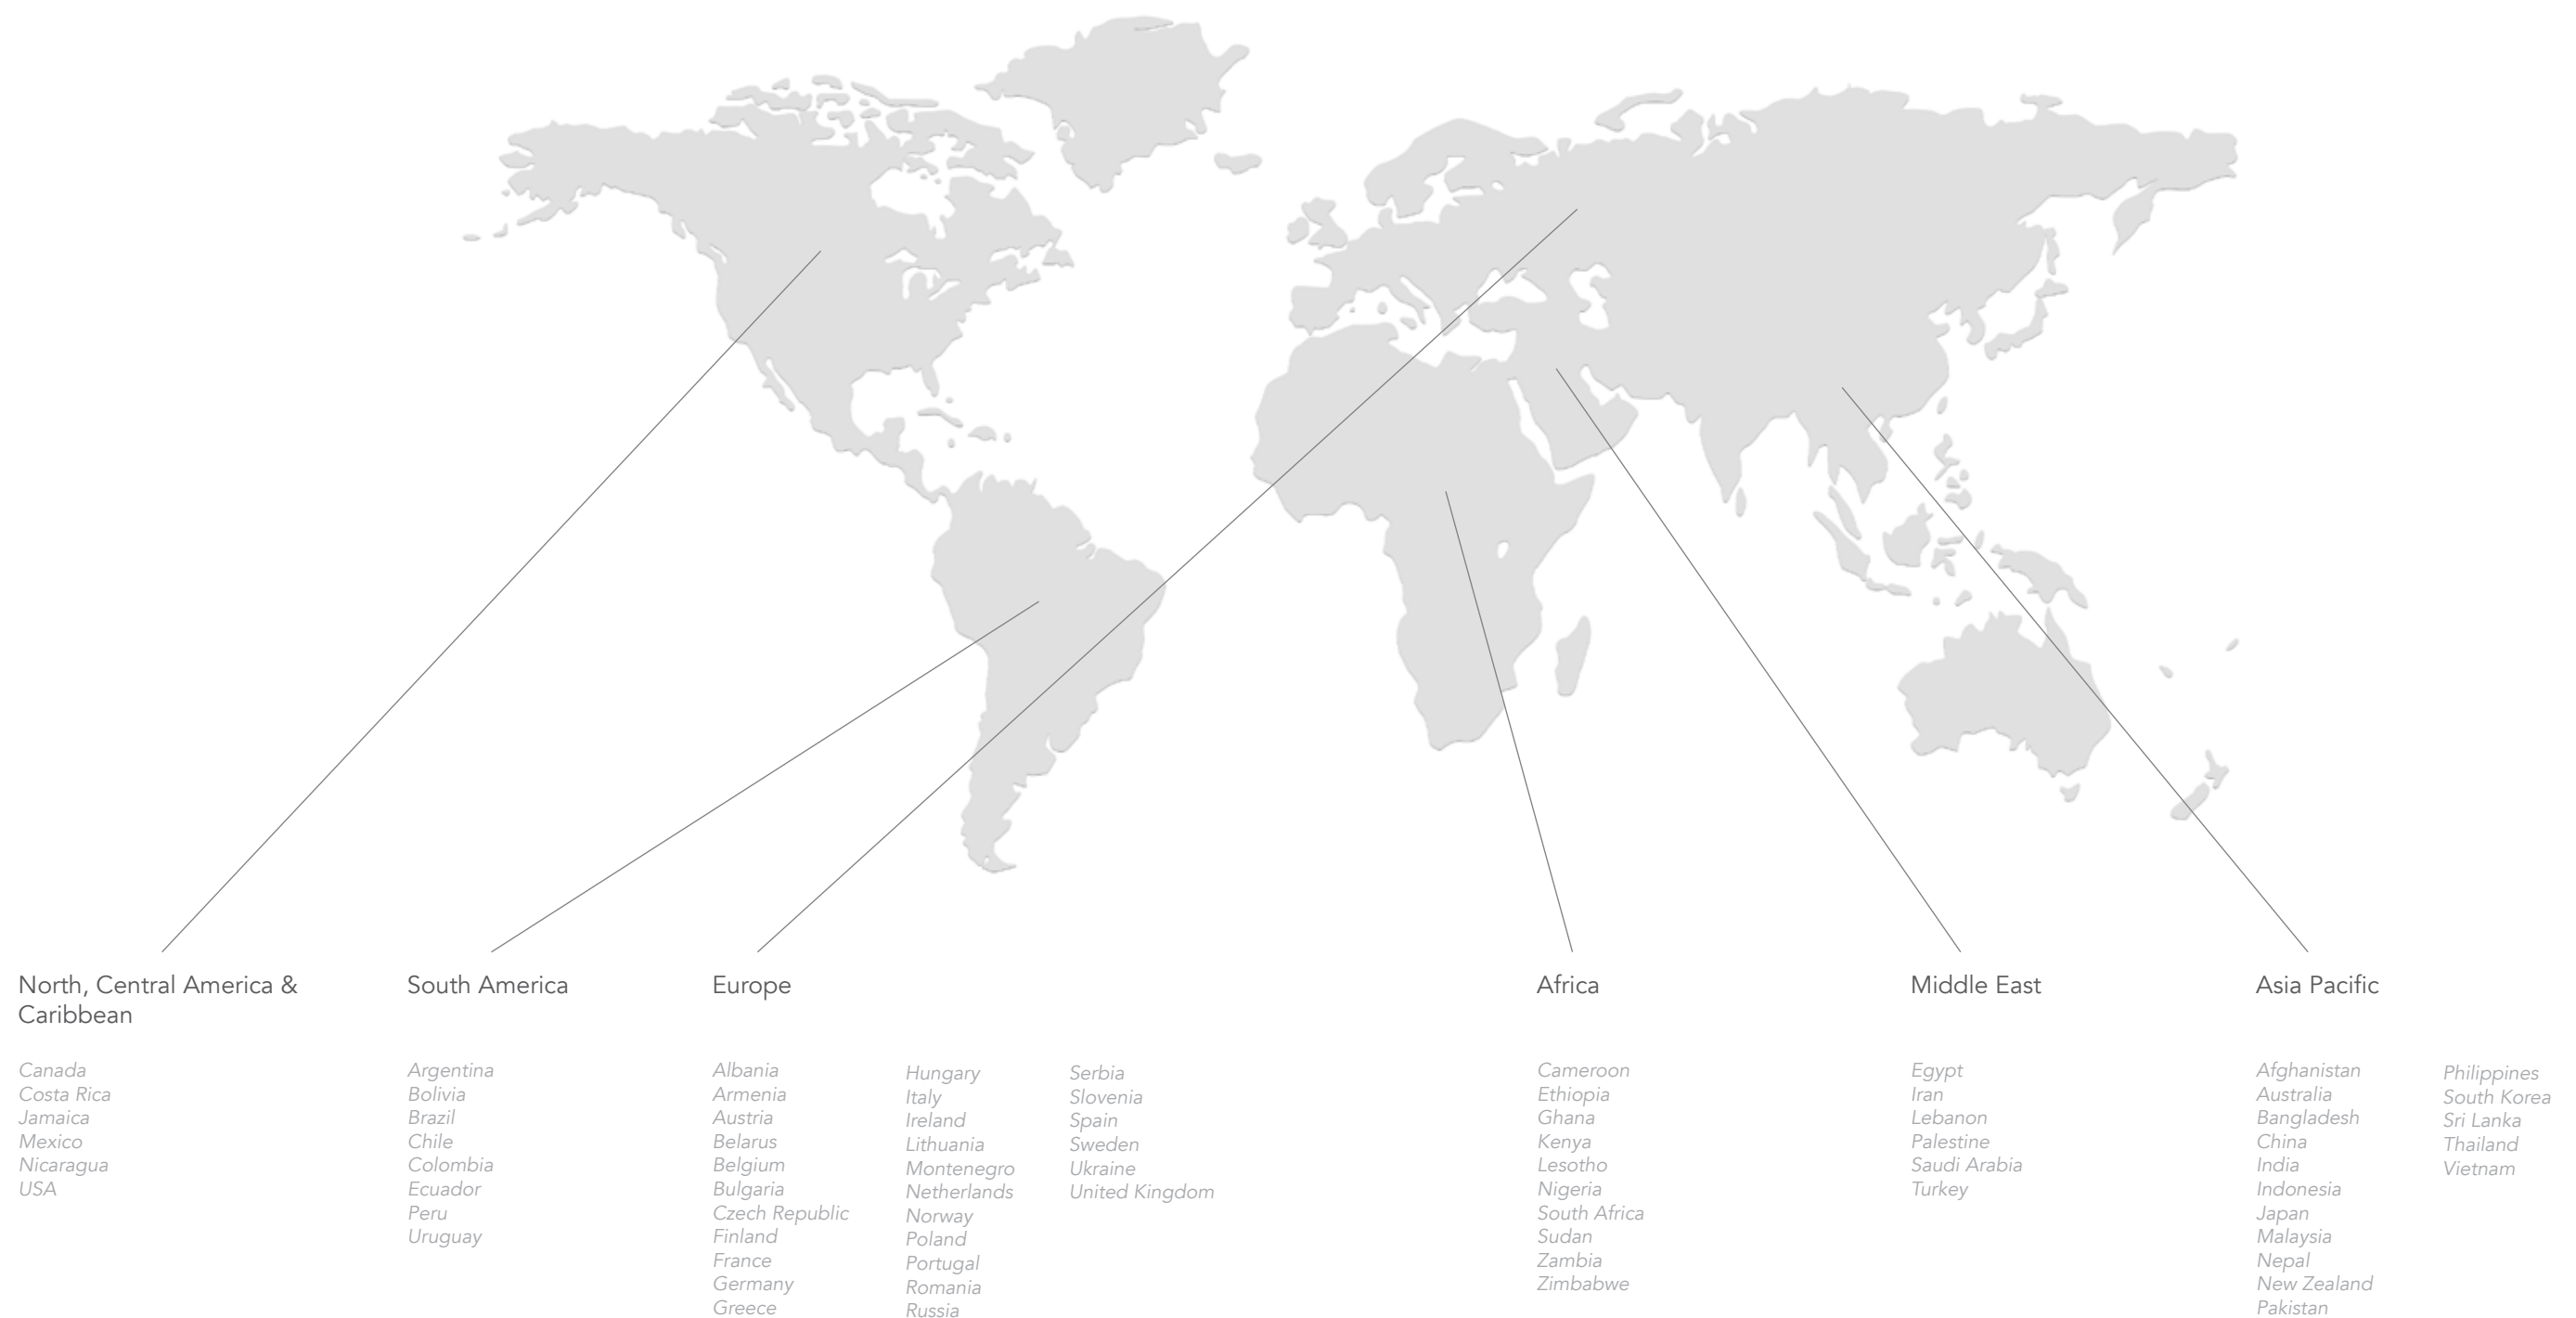 North, Central America &
Caribbean
Canada
Costa Rica
Jamaica
Mexico
Nicaragua
USA
South America
Argentina
Bolivia
Brazil
Chile
Colombia
Ecuador
Peru
Uruguay
Europe
Albania
Armenia
Austria
Belarus
Belgium
Bulgaria
Czech Republic
Finland
France
Germany
Greece
Hungary
Italy
Ireland
Lithuania
Montenegro
Netherlands
Norway
Poland
Portugal
Romania
Russia
Serbia
Slovenia
Spain
Sweden
Ukraine
United Kingdom
Africa
Cameroon
Ethiopia
Ghana
Kenya
Lesotho
Nigeria
South Africa
Sudan
Zambia
Zimbabwe
Middle East
Egypt
Iran
Lebanon
Palestine
Saudi Arabia
Turkey
Asia Pacific
Afghanistan
Australia
Bangladesh
China
India
Indonesia
Japan
Malaysia
Nepal
New Zealand
Pakistan
Philippines
South Korea
Sri Lanka
Thailand
Vietnam